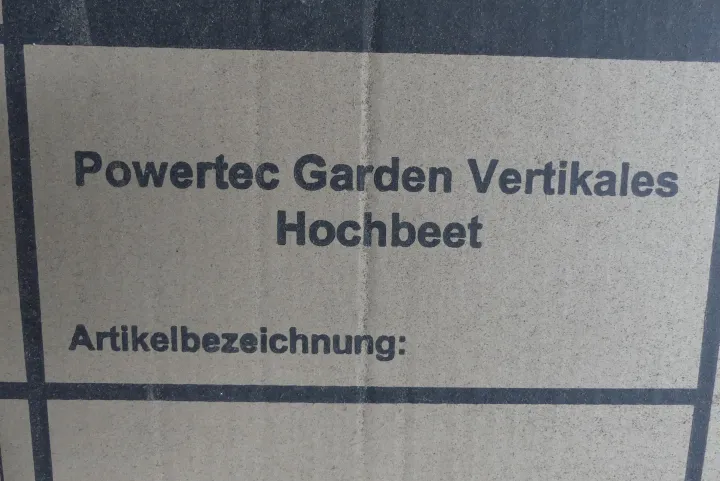 Powertec Garden Vertikales
Hochbeet
Artikelbezeichnung: